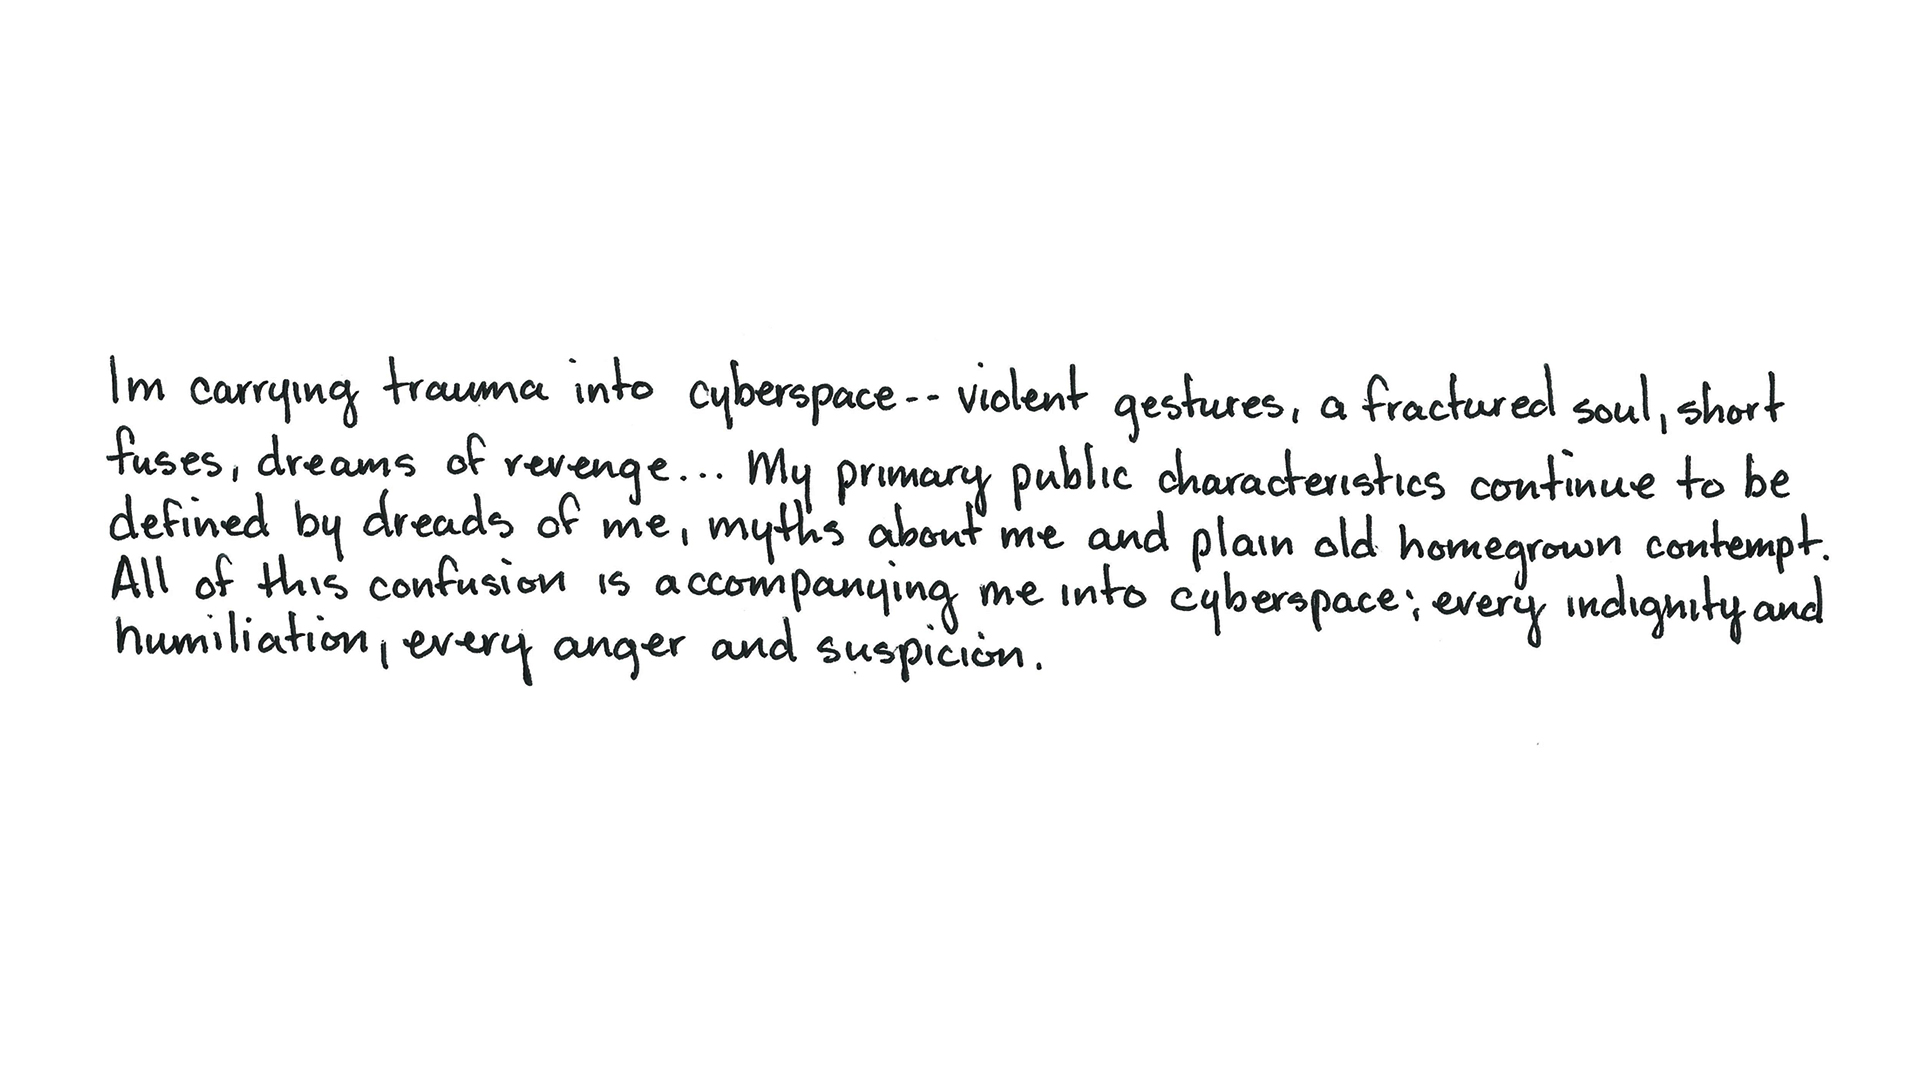 Im carrying trauma into cyberspace-- violent gestures, a fractured soul, short
fuses, dreams of revenge... My primary public characteristics continue to be
defined by dreads of me, myths about me and plain old homegrown contempt.
All of this confusion is accompanying me into cyberspace; every indignity and
humiliation, every anger and suspicion.